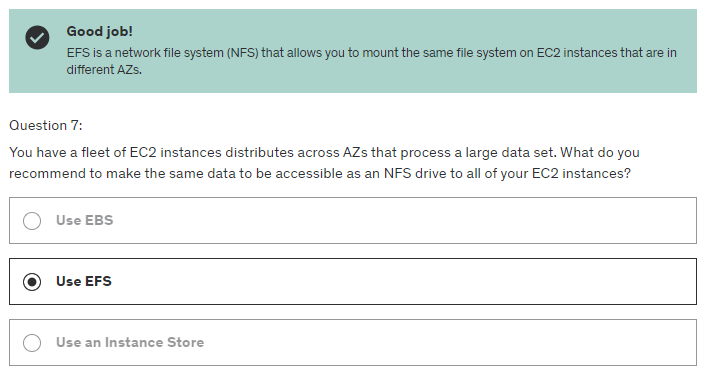 Good job!
EFS is a network file system (NFS) that allows you to mount the same file system on EC2 instances that are in
different AZs.
Question 7:
You have a fleet of EC2 instances distributes across AZs that process a large data set. What do you
recommend to make the same data to be accessible as an NFS drive to all of your EC2 instances?
Use EBS
Use EFS
Use an Instance Store